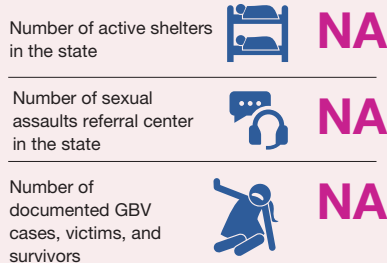 Number of active shelters
in the state
NA
Number of sexual
assaults referral center
in the state
NA
Number of
documented GBV
cases, victims, and
survivors
NA